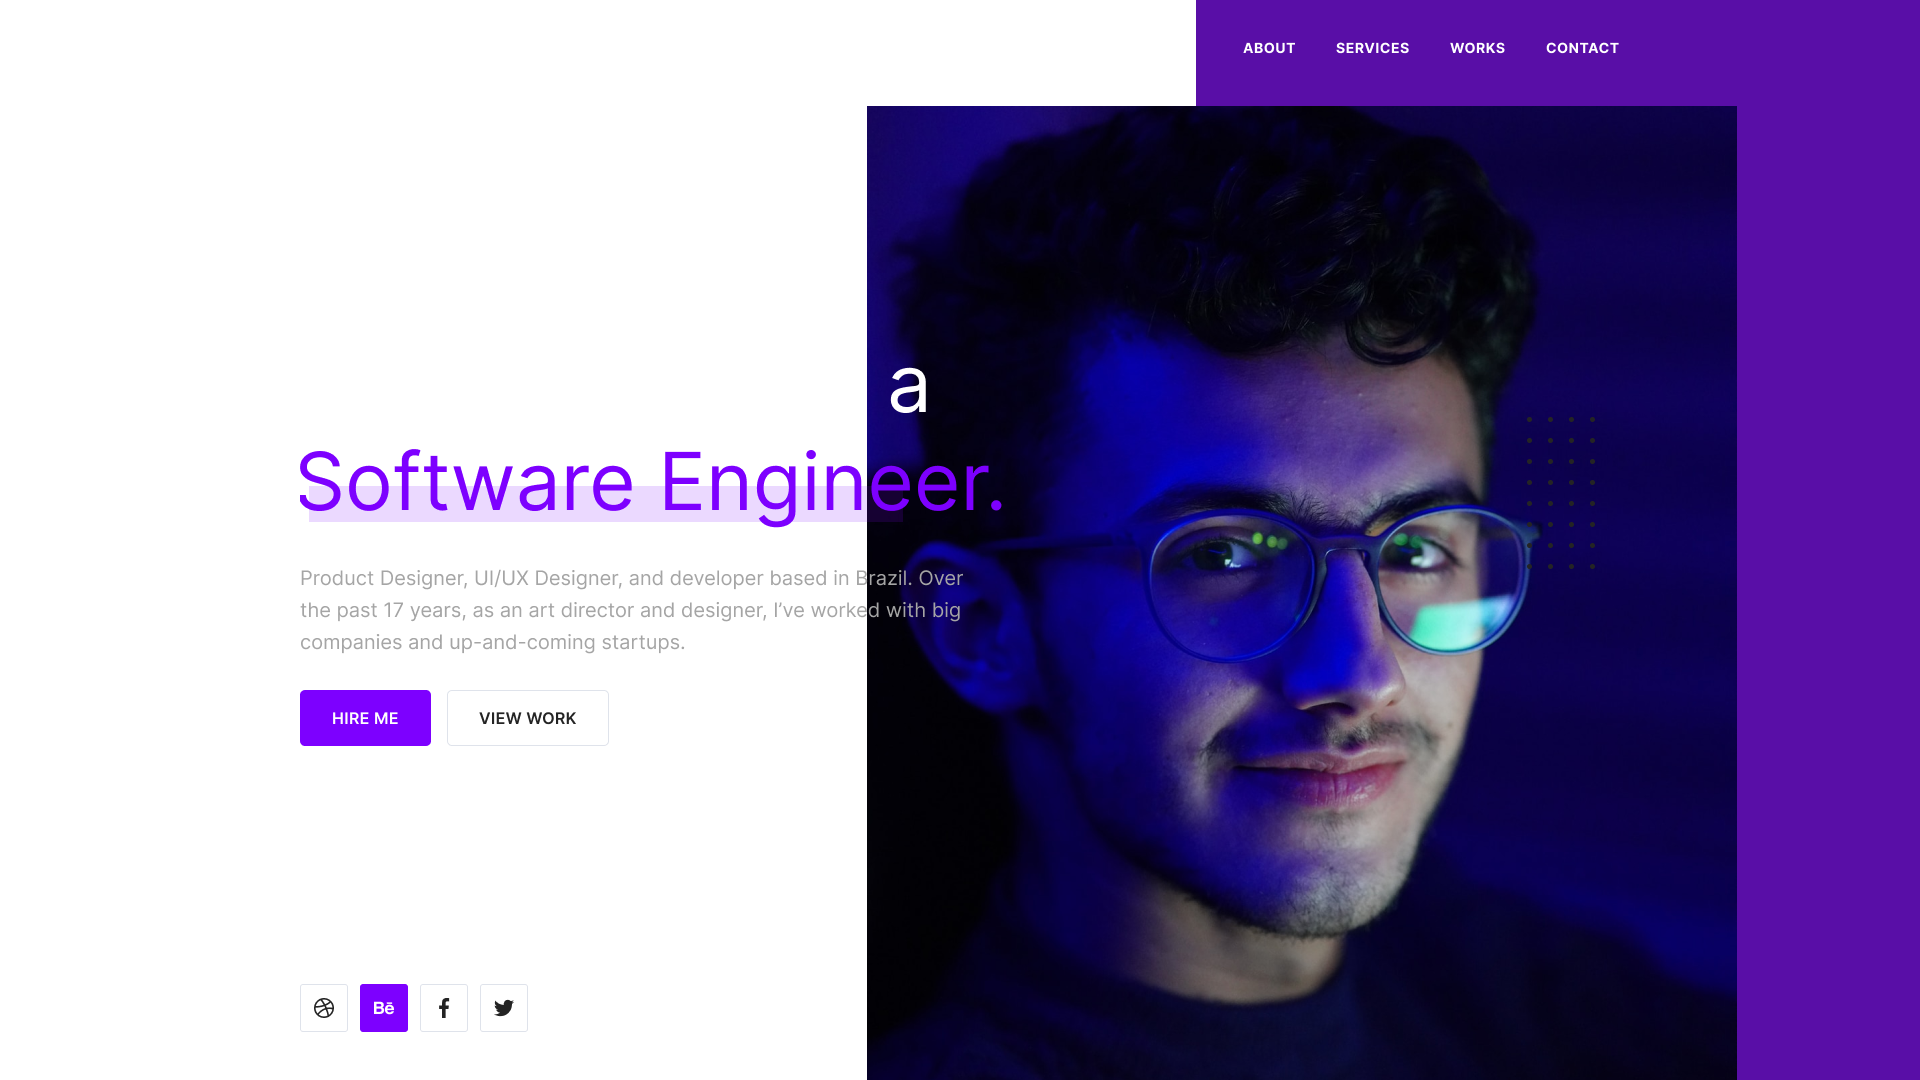 ABOUT SERVICES WORKS CONTACT
a
Software Engineer.
Product Designer, UI/UX Designer, and developer based in Brazil. Over
the past 17 years, as an art director and designer, I’ve worked with big
companies and up-and-coming startups.
HIRE ME VIEW WORK
Bē